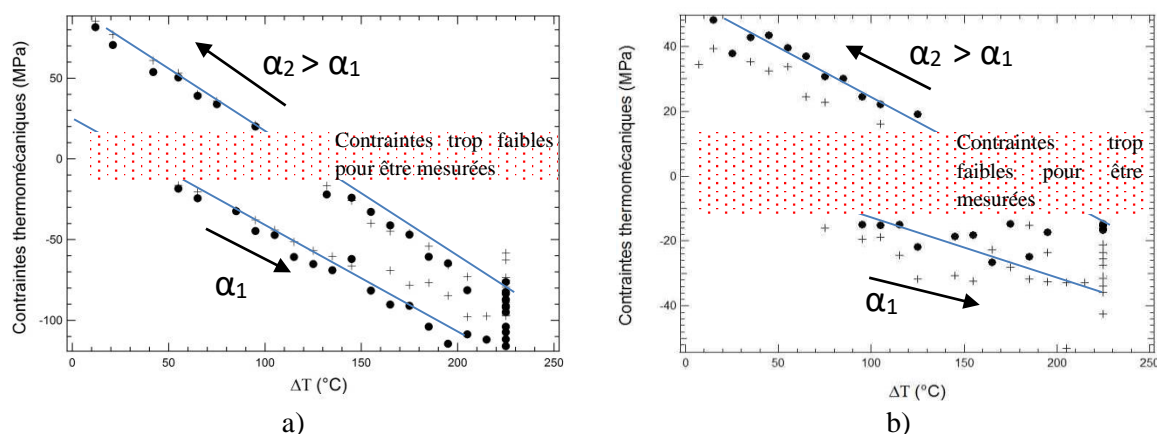 Contraintes thermomécaniques (MPa)
50
0
-50
-100
α₂ > α₁
Contraintes trop faibles
pour être mesurées
α₁
0
50
100
150
200
250
ΔT (°C)
a)
Contraintes thermomécaniques (MPa)
40
20
0
-20
-40
α₂ > α₁
Contraintes trop
faibles pour être
mesurées
α₁
0
50
100
150
200
250
ΔT (°C)
b)